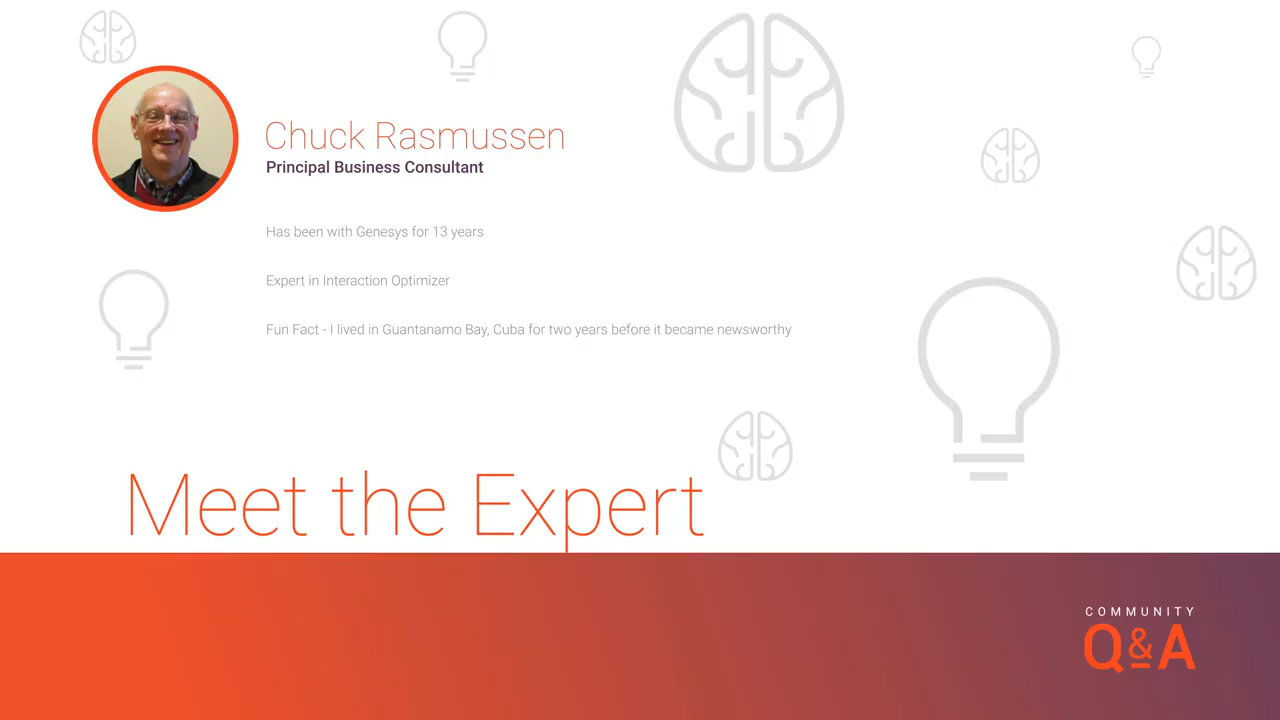 Chuck Rasmussen
Principal Business Consultant
Has been with Genesys for 13 years
Expert in Interaction Optimizer
Fun Fact - I lived in Guantanamo Bay, Cuba for two years before it became newsworthy
Meet the Expert
COMMUNITY
Q&A